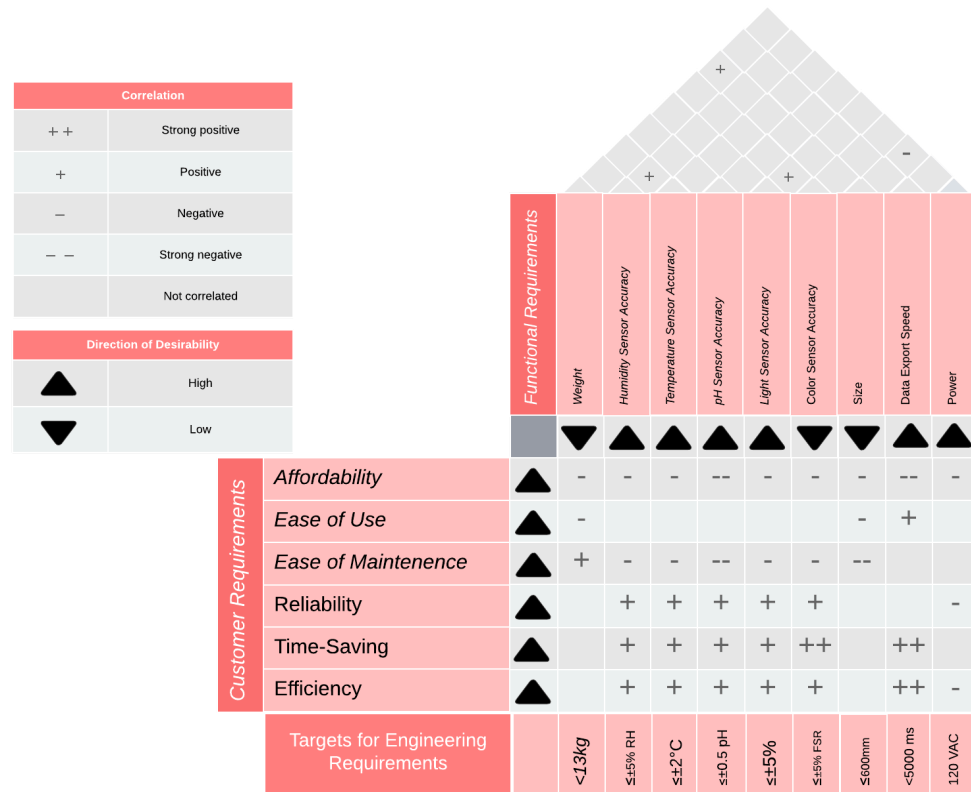 Correlation
++ Strong positive
+ Positive
- Negative
- - Strong negative
Not correlated
Direction of Desirability
High
Low
+
-
+
+
Functional Requirements
Weight
Humidity Sensor Accuracy
Temperature Sensor Accuracy
pH Sensor Accuracy
Light Sensor Accuracy
Color Sensor Accuracy
Size
Data Export Speed
Power
Customer Requirements
Affordability - - - -- - - - -- -
Ease of Use - - +
Ease of Maintenence + - - -- - - --
Reliability + + + + + -
Time-Saving + + + + ++ ++
Efficiency + + + + + ++ -
Targets for Engineering
Requirements
<13kg
≤±5% RH
≤±2°C
≤±0.5 pH
≤±5%
≤±5% FSR
≤600mm
<5000 ms
120 VAC